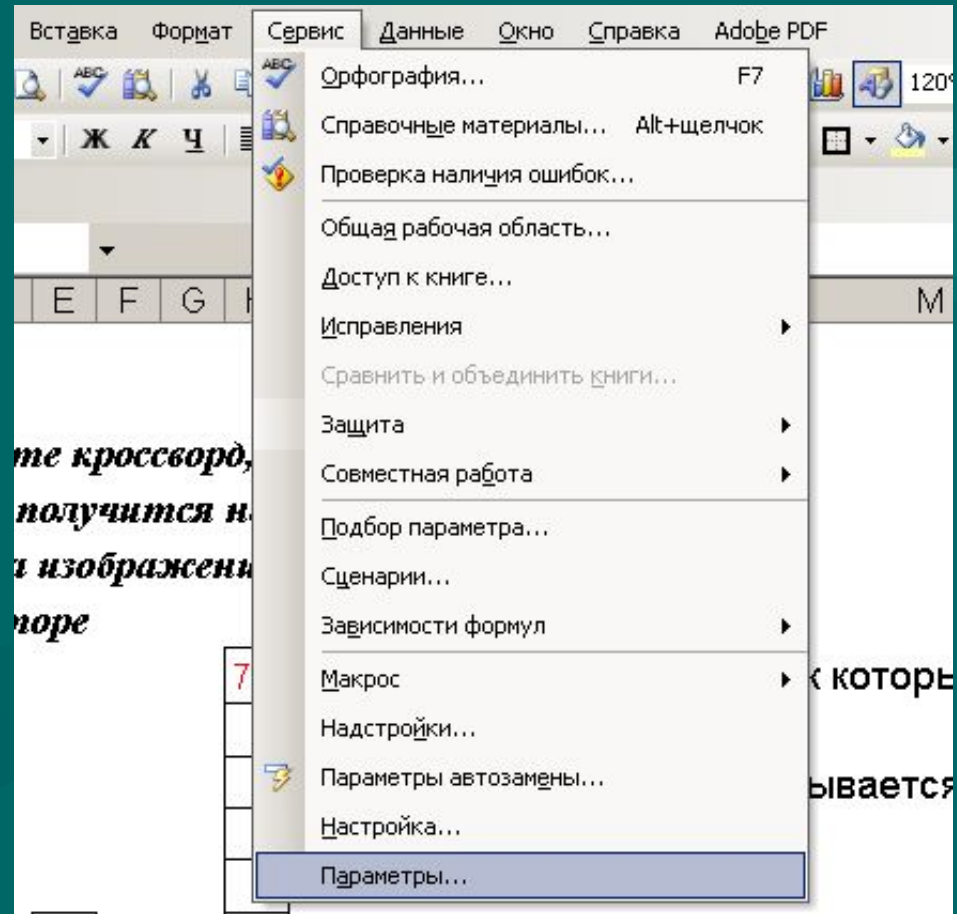 Вставка Формат Сервис Данные Окно Справка Adobe PDF
ABC ABC Орфография... F7 120%
Ж К Ч Справочные материалы... Alt+щелчок
Проверка наличия ошибок...
Общая рабочая область...
Доступ к книге...
E F G H M
Исправления
Сравнить и объединить книги...
Защита
те кроссворд,
Совместная работа
получится н
Подбор параметра...
а изображени
Сценарии...
торе
Зависимости формул
7 Макрос к которы
Надстройки...
Параметры автозамены... ывается
Настройка...
Параметры...